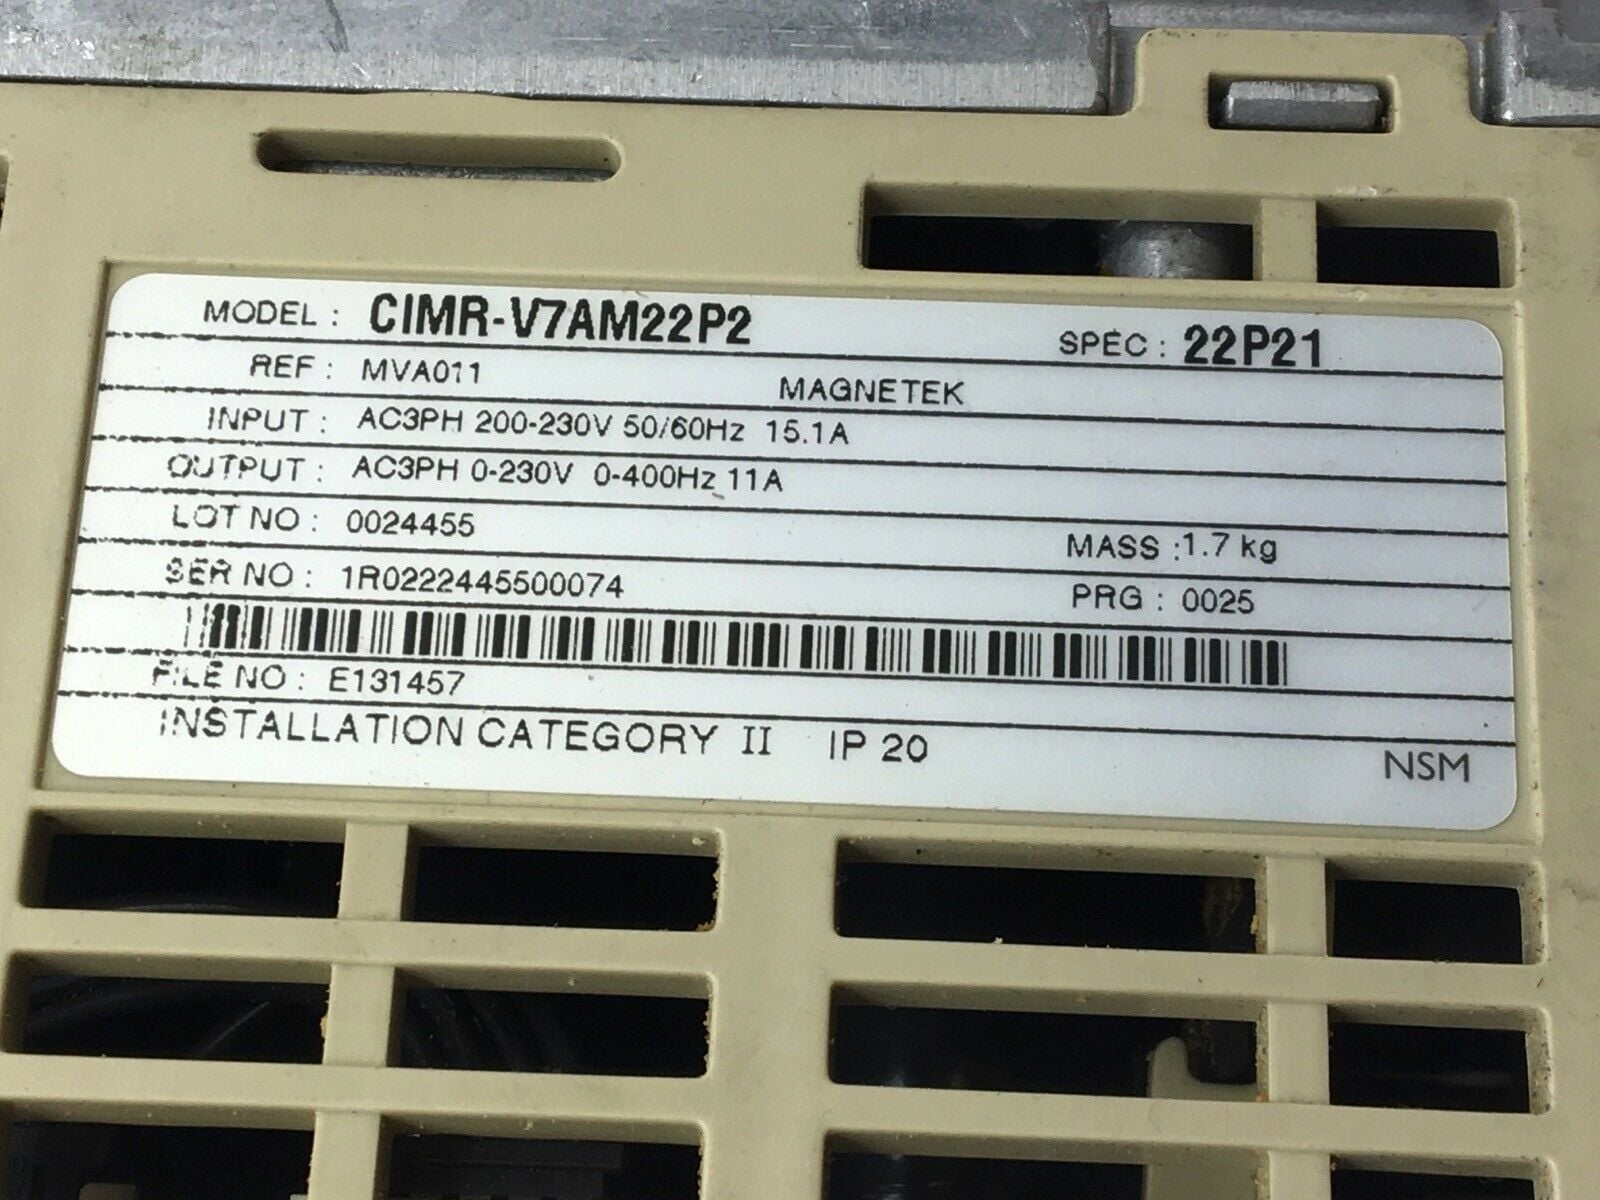 MODEL : CIMR-V7AM22P2 SPEC : 22P21
REF : MVA011 MAGNETEK
INPUT : AC3PH 200-230V 50/60Hz 15.1A
OUTPUT : AC3PH 0-230V 0-400Hz 11A
LOT NO : 0024455 MASS :1.7 kg
SER NO : 1R0222445500074 PRG : 0025
FILE NO : E131457
INSTALLATION CATEGORY II IP 20 NSM